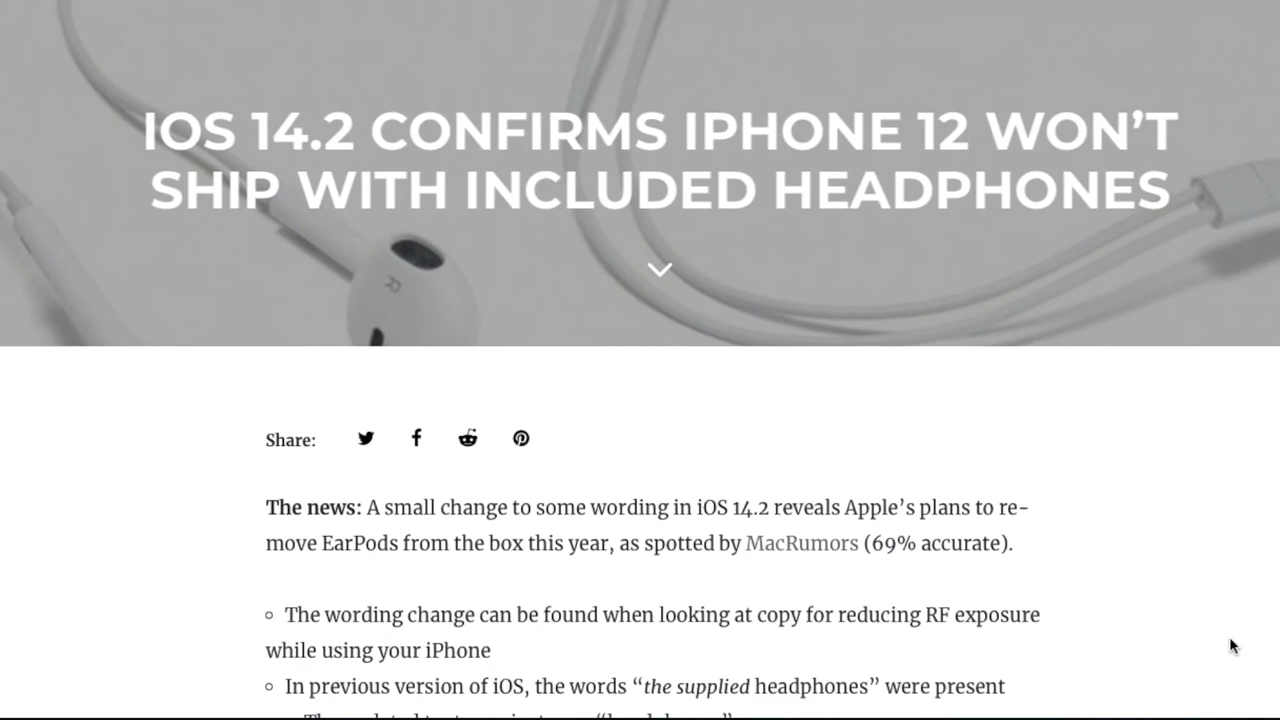 IOS 14.2 CONFIRMS IPHONE 12 WON’T
SHIP WITH INCLUDED HEADPHONES
R
Share:
The news: A small change to some wording in iOS 14.2 reveals Apple’s plans to re-
move EarPods from the box this year, as spotted by MacRumors (69% accurate).
◦ The wording change can be found when looking at copy for reducing RF exposure
while using your iPhone
◦ In previous version of iOS, the words “the supplied headphones” were present